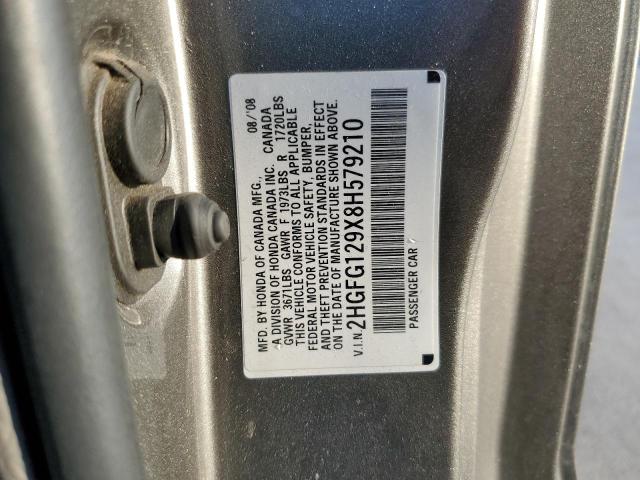 MFD. BY HONDA OF CANADA MFG., 08/'08
A DIVISION OF HONDA CANADA INC. CANADA
GVWR 3671LBS GAWR F 1973LBS R 1720LBS
THIS VEHICLE CONFORMS TO ALL APPLICABLE
FEDERAL MOTOR VEHICLE SAFETY, BUMPER,
AND THEFT PREVENTION STANDARDS IN EFFECT
ON THE DATE OF MANUFACTURE SHOWN ABOVE.
V.I.N. 2HGFG129X8H579210
PASSENGER CAR